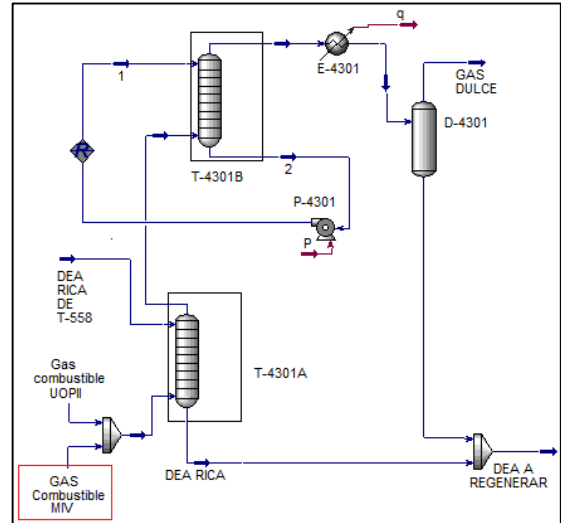 q
1
E-4301
GAS
DULCE
D-4301
R
2
T-4301B
P-4301
P
DEA
RICA
DE
T-558
T-4301A
Gas
combustible
UOPII
GAS
Combustible
MIV
DEA RICA
DEA A
REGENERAR